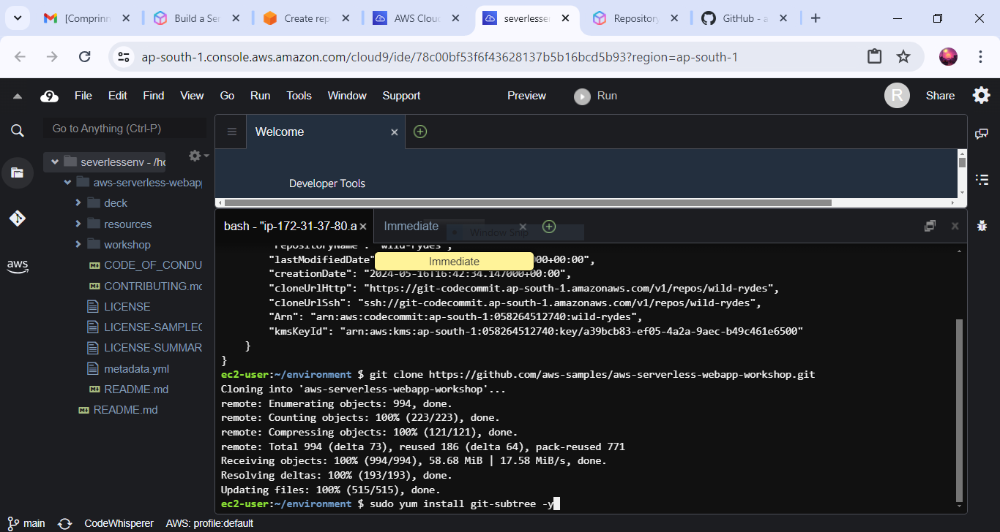 [Comprinn
Build a Ser
Create rep
AWS Clouc
severlesser
Repository
GitHub - a
ap-south-1.console.aws.amazon.com/cloud9/ide/78c00bf53f6f43628137b5b16bcd5b93?region=ap-south-1
9 File Edit Find View Go Run Tools Window Support Preview Run R Share
Go to Anything (Ctrl-P)
Welcome
severlessenv - /hc
aws-serverless-webap
Developer Tools
deck
resources
workshop
CODE_OF_CONDU
CONTRIBUTING.mc
LICENSE
LICENSE-SAMPLEC
LICENSE-SUMMAR
metadata.yml
README.md
README.md
aws
bash - "ip-172-31-37-80.a
Immediate
Window Snip
Immediate
"repositoryName": "wild-rydes",
"lastModifiedDate" 000+00:00",
"creationDate": "2024-05-16T16:42:34.147000+00:00",
"cloneUrlHttp": "https://git-codecommit.ap-south-1.amazonaws.com/v1/repos/wild-rydes",
"cloneUrlSsh": "ssh://git-codecommit.ap-south-1.amazonaws.com/v1/repos/wild-rydes",
"Arn": "arn:aws:codecommit:ap-south-1:058264512740:wild-rydes",
"kmsKeyId": "arn:aws:kms:ap-south-1:058264512740:key/a39bcb83-ef05-4a2a-9aec-b49c461e6500"
}
}
ec2-user:~/environment $ git clone https://github.com/aws-samples/aws-serverless-webapp-workshop.git
Cloning into 'aws-serverless-webapp-workshop'...
remote: Enumerating objects: 994, done.
remote: Counting objects: 100% (223/223), done.
remote: Compressing objects: 100% (121/121), done.
remote: Total 994 (delta 73), reused 186 (delta 64), pack-reused 771
Receiving objects: 100% (994/994), 58.68 MiB | 17.58 MiB/s, done.
Resolving deltas: 100% (193/193), done.
Updating files: 100% (515/515), done.
ec2-user:~/environment $ sudo yum install git-subtree -y
main CodeWhisperer AWS: profile:default